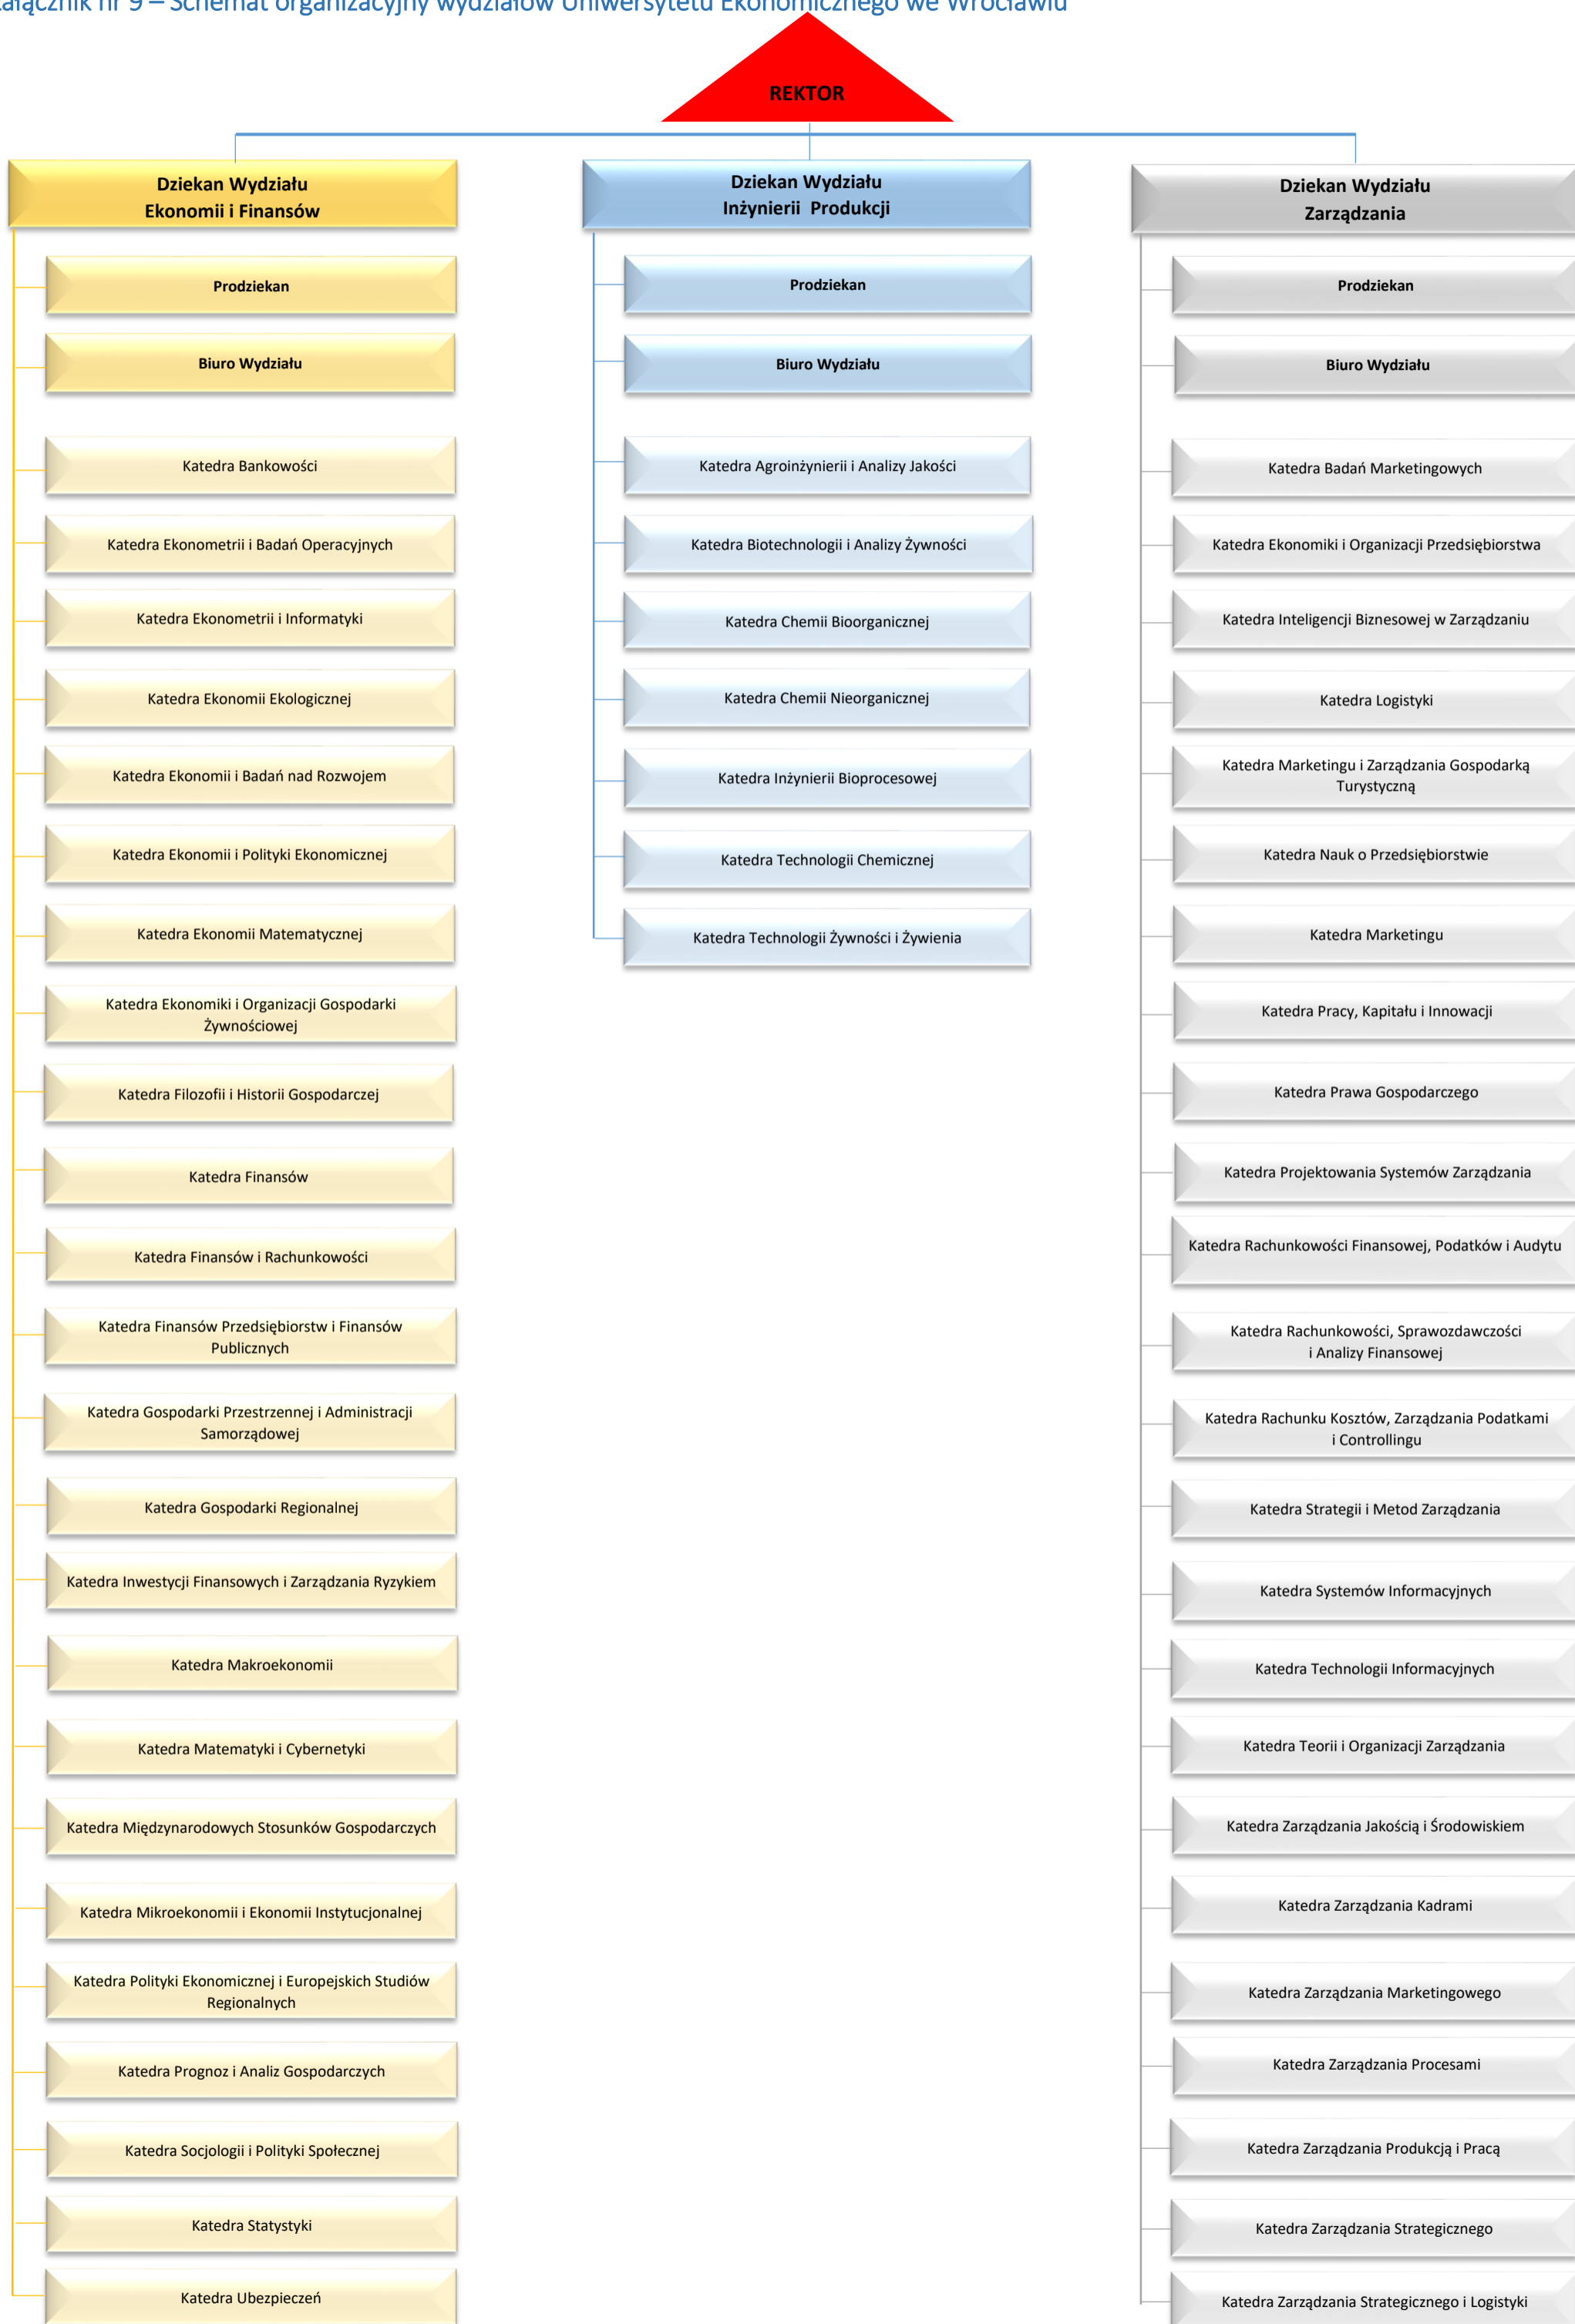 ałącznik nr 9 – Schemat organizacyjny wydziałów Uniwersytetu Ekonomicznego we Wrocławiu
REKTOR
Dziekan Wydziału
Ekonomii i Finansów
Prodziekan
Biuro Wydziału
Katedra Bankowości
Katedra Ekonometrii i Badań Operacyjnych
Katedra Ekonometrii i Informatyki
Katedra Ekonomii Ekologicznej
Katedra Ekonomii i Badań nad Rozwojem
Katedra Ekonomii i Polityki Ekonomicznej
Katedra Ekonomii Matematycznej
Katedra Ekonomiki i Organizacji Gospodarki
Żywnościowej
Katedra Filozofii i Historii Gospodarczej
Katedra Finansów
Katedra Finansów i Rachunkowości
Katedra Finansów Przedsiębiorstw i Finansów
Publicznych
Katedra Gospodarki Przestrzennej i Administracji
Samorządowej
Katedra Gospodarki Regionalnej
Katedra Inwestycji Finansowych i Zarządzania Ryzykiem
Katedra Makroekonomii
Katedra Matematyki i Cybernetyki
Katedra Międzynarodowych Stosunków Gospodarczych
Katedra Mikroekonomii i Ekonomii Instytucjonalnej
Katedra Polityki Ekonomicznej i Europejskich Studiów
Regionalnych
Katedra Prognoz i Analiz Gospodarczych
Katedra Socjologii i Polityki Społecznej
Katedra Statystyki
Katedra Ubezpieczeń
Dziekan Wydziału
Inżynierii Produkcji
Prodziekan
Biuro Wydziału
Katedra Agroinżynierii i Analizy Jakości
Katedra Biotechnologii i Analizy Żywności
Katedra Chemii Bioorganicznej
Katedra Chemii Nieorganicznej
Katedra Inżynierii Bioprocesowej
Katedra Technologii Chemicznej
Katedra Technologii Żywności i Żywienia
Dziekan Wydziału
Zarządzania
Prodziekan
Biuro Wydziału
Katedra Badań Marketingowych
Katedra Ekonomiki i Organizacji Przedsiębiorstwa
Katedra Inteligencji Biznesowej w Zarządzaniu
Katedra Logistyki
Katedra Marketingu i Zarządzania Gospodarką
Turystyczną
Katedra Nauk o Przedsiębiorstwie
Katedra Marketingu
Katedra Pracy, Kapitału i Innowacji
Katedra Prawa Gospodarczego
Katedra Projektowania Systemów Zarządzania
Katedra Rachunkowości Finansowej, Podatków i Audytu
Katedra Rachunkowości, Sprawozdawczości
i Analizy Finansowej
Katedra Rachunku Kosztów, Zarządzania Podatkami
i Controllingu
Katedra Strategii i Metod Zarządzania
Katedra Systemów Informacyjnych
Katedra Technologii Informacyjnych
Katedra Teorii i Organizacji Zarządzania
Katedra Zarządzania Jakością i Środowiskiem
Katedra Zarządzania Kadrami
Katedra Zarządzania Marketingowego
Katedra Zarządzania Procesami
Katedra Zarządzania Produkcją i Pracą
Katedra Zarządzania Strategicznego
Katedra Zarządzania Strategicznego i Logistyki